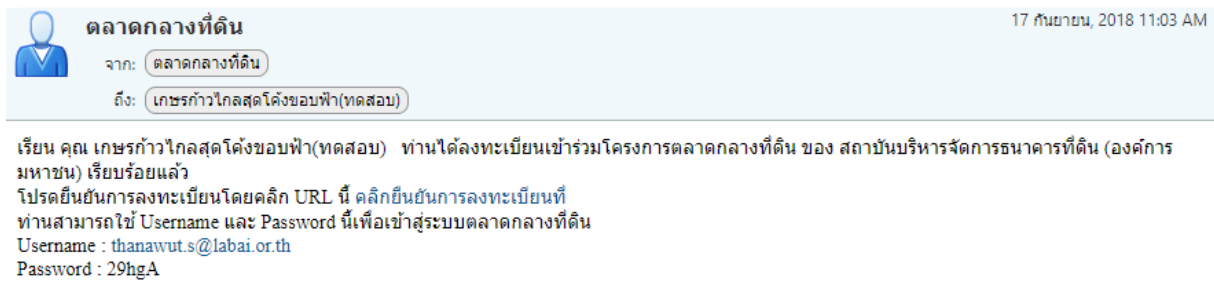 ตลาดกลางที่ดิน
17 กันยายน, 2018 11:03 AM
จาก: ตลาดกลางที่ดิน
ถึง: เกษรก้าวไกลสุดโค้งขอบฟ้า(ทดสอบ)
เรียน คุณ เกษรก้าวไกลสุดโค้งขอบฟ้า(ทดสอบ) ท่านได้ลงทะเบียนเข้าร่วมโครงการตลาดกลางที่ดิน ของ สถาบันบริหารจัดการธนาคารที่ดิน (องค์การ
มหาชน) เรียบร้อยแล้ว
โปรดยืนยันการลงทะเบียนโดยคลิก URL นี้ คลิกยืนยันการลงทะเบียนที่
ท่านสามารถใช้ Username และ Password นี้เพื่อเข้าสู่ระบบตลาดกลางที่ดิน
Username : thanawut.s@labai.or.th
Password : 29hgA